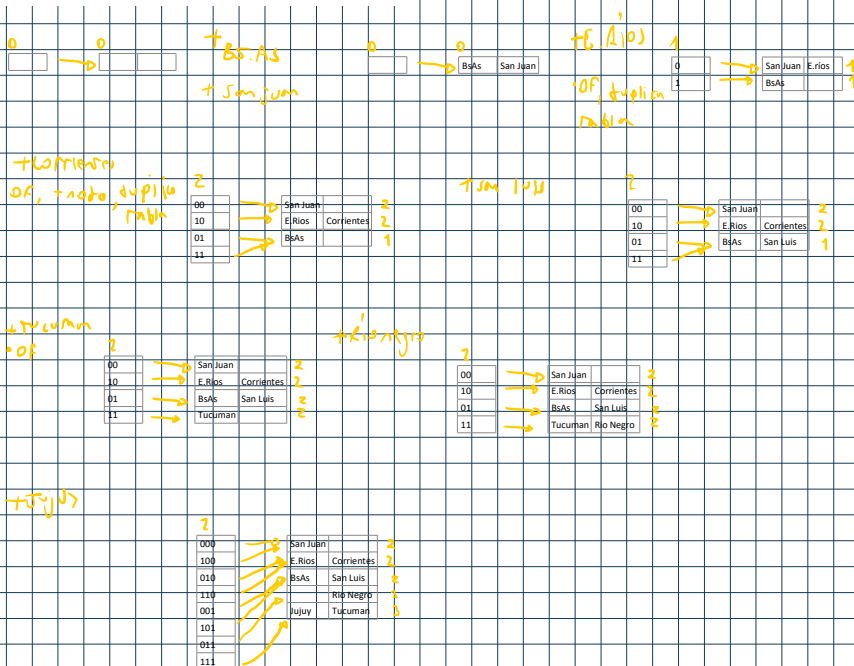 0 0 + Bs.As 0 0 +E. Ríos 1
BsAs San Juan
+ San juan
0 San Juan E.ríos 1
1 BsAs 1
OF, duplica
tabla
+Corrientes
OF, +nodo, duplica
tabla
2
00 San Juan 2
10 E.Rios Corrientes 2
01 BsAs 1
11
+ san luis
2
00 San Juan 2
10 E.Rios Corrientes 2
01 BsAs San Luis 1
11
+tucuman
• OF
2
00 San Juan 2
10 E.Rios Corrientes 2
01 BsAs San Luis 2
11 Tucuman 2
+Rio negro
2
00 San Juan 2
10 E.Rios Corrientes 2
01 BsAs San Luis 2
11 Tucuman Rio Negro 2
+Jujuy
2
000 San Juan 2
100 E.Rios Corrientes 2
010 BsAs San Luis 2
110 Rio Negro
001 Jujuy Tucuman
101
011
111